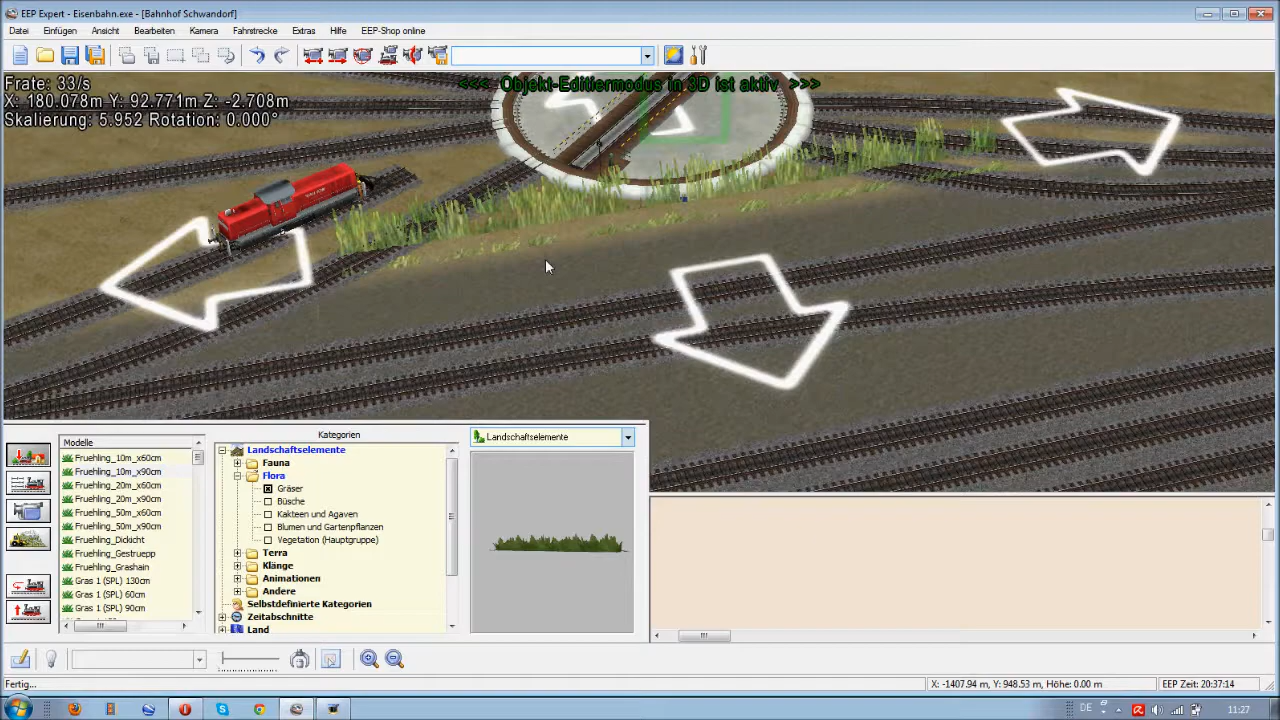 EEP Expert - Eisenbahn.exe - [Bahnhof Schwandorf]
Datei Einfügen Ansicht Bearbeiten Kamera Fahrstrecke Extras Hilfe EEP-Shop online
Frate: 33/s
<<< Objekt-Editiermodus in 3D ist aktiv >>>
X: 180.078m Y: 92.771m Z: -2.708m
Skalierung: 5.952 Rotation: 0.000°
Modelle
Fruehling_10m_x60cm
Fruehling_10m_x90cm
Fruehling_20m_x60cm
Fruehling_20m_x90cm
Fruehling_50m_x60cm
Fruehling_50m_x90cm
Fruehling_Dickicht
Fruehling_Gestruepp
Fruehling_Grashain
Gras 1 (SPL) 130cm
Gras 1 (SPL) 60cm
Gras 1 (SPL) 90cm
Kategorien
Landschaftselemente
Fauna
Flora
Gräser
Büsche
Kakteen und Agaven
Blumen und Gartenpflanzen
Vegetation (Hauptgruppe)
Terra
Klänge
Animationen
Andere
Selbstdefinierte Kategorien
Zeitabschnitte
Land
Landschaftselemente
Fertig...
X: -1407.94 m, Y: 948.53 m, Höhe: 0.00 m
EEP Zeit: 20:37:14
DE
11:27